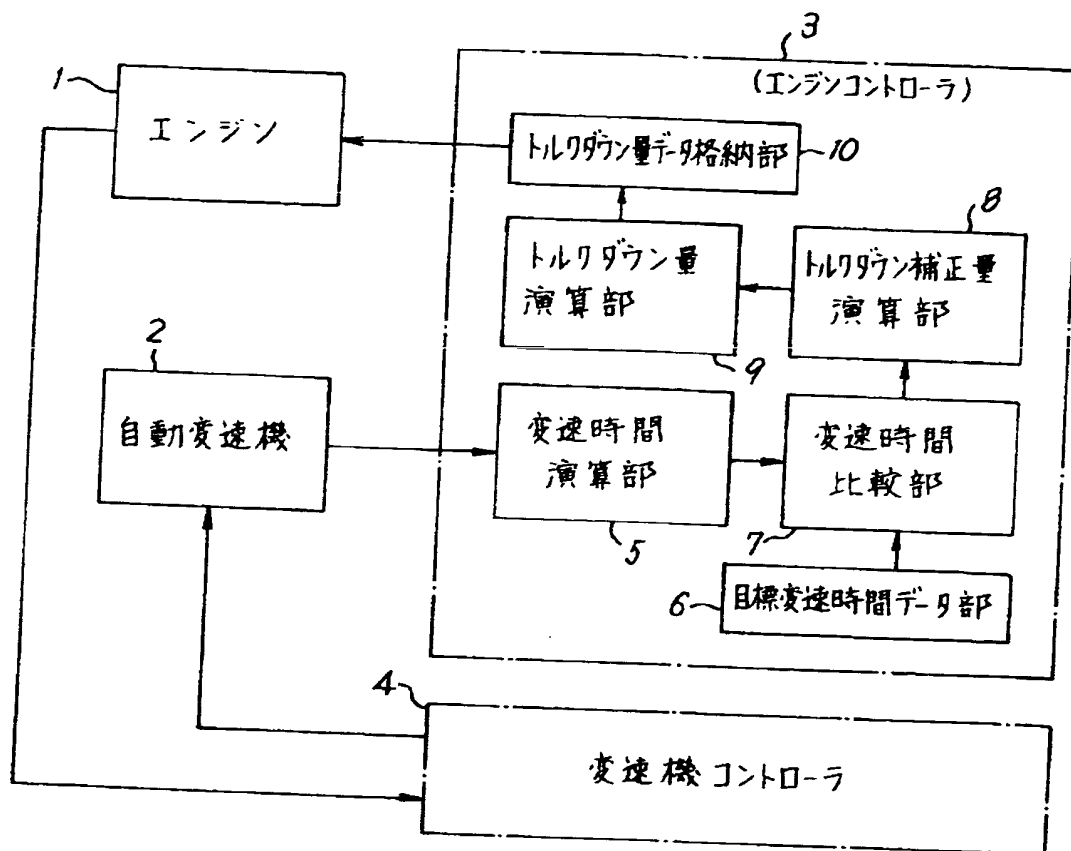 3
(エンジンコントローラ)
1
エンジン
トルクダウン量データ格納部
10
8
トルクダウン量
演算部
9
トルクダウン補正量
演算部
2
自動変速機
変速時間
演算部
5
変速時間
比較部
7
6
目標変速時間データ部
4
変速機コントローラ